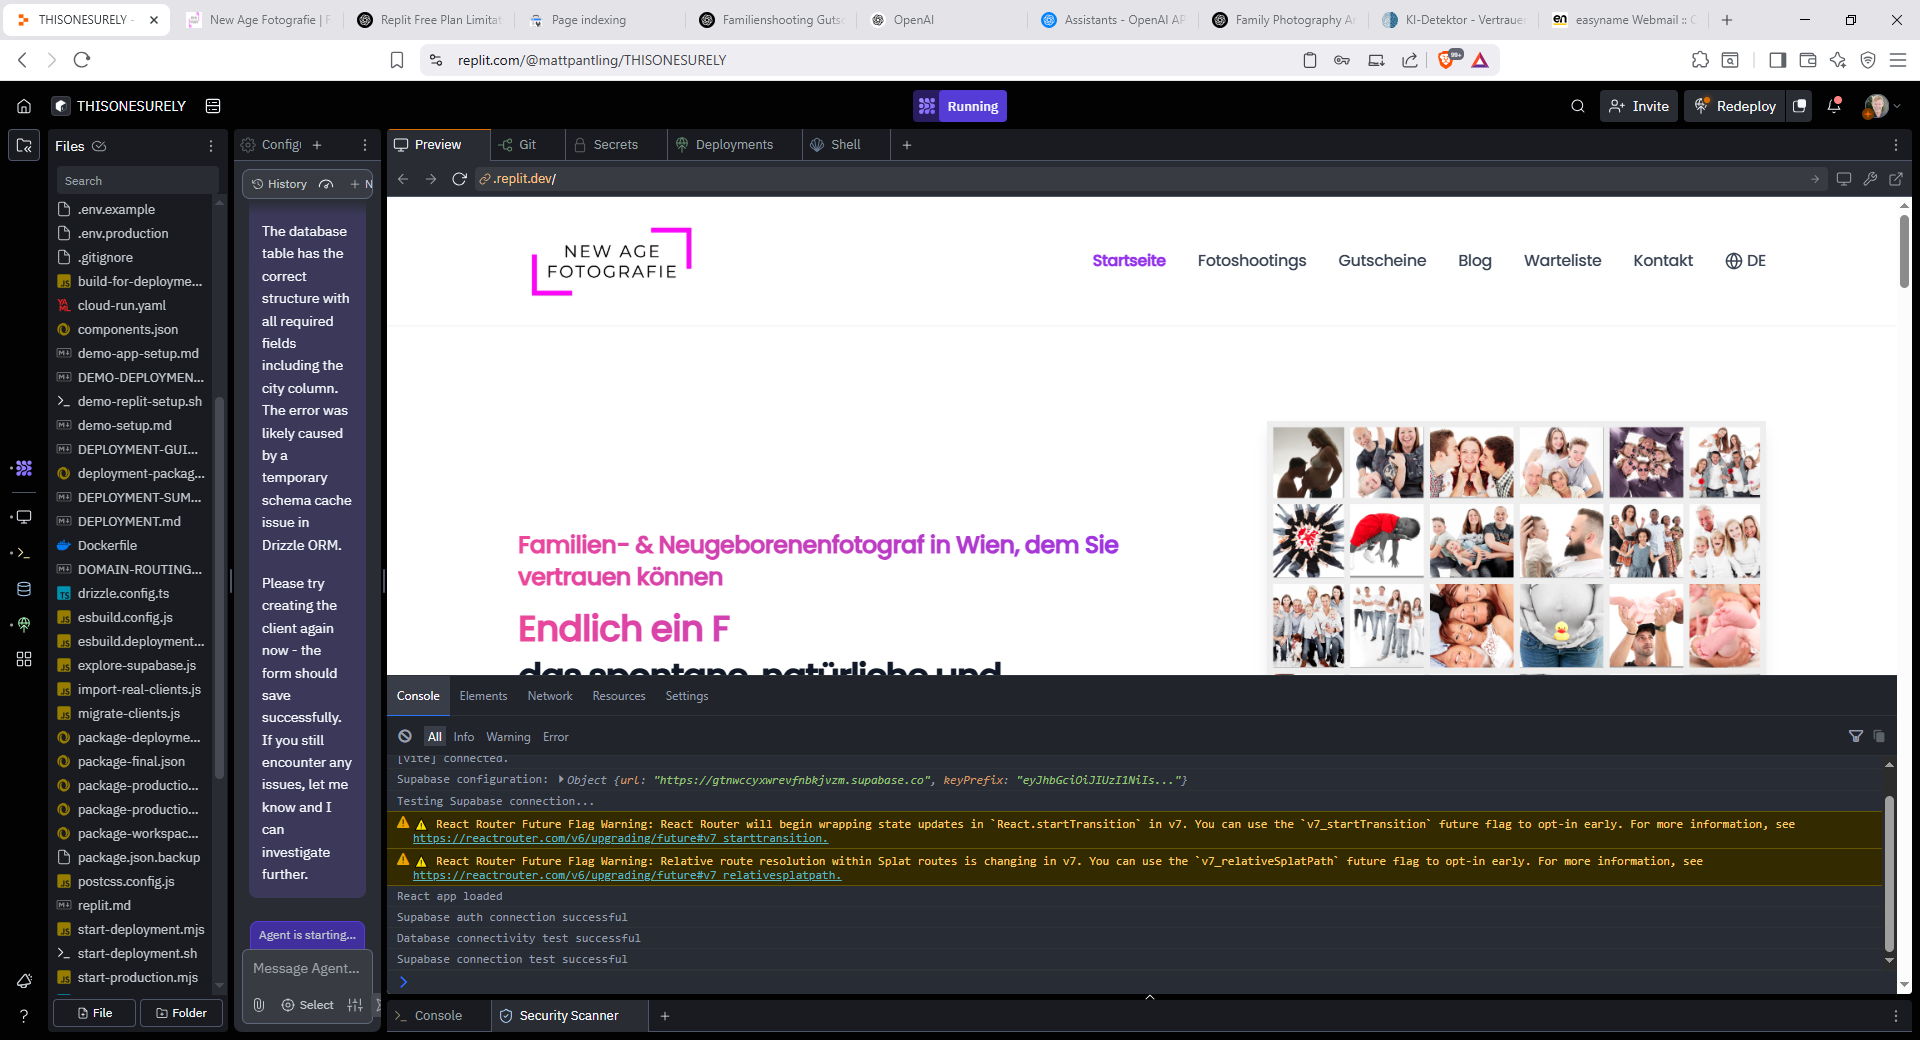 THISONESURELY -
New Age Fotografie | F
Replit Free Plan Limitat
Page indexing
Familienshooting Gutsc
OpenAI
Assistants - OpenAI AP
Family Photography Ar
KI-Detektor - Vertrauen
easyname Webmail :: C
replit.com/@mattpantling/THISONESURELY
99+
THISONESURELY
Running
Invite
Redeploy
Files
Config
Preview
Git
Secrets
Deployments
Shell
Search
History
N
.replit.dev/
.env.example
.env.production
.gitignore
build-for-deployme...
cloud-run.yaml
components.json
demo-app-setup.md
DEMO-DEPLOYMEN...
demo-replit-setup.sh
demo-setup.md
DEPLOYMENT-GUI...
deployment-packag...
DEPLOYMENT-SUM...
DEPLOYMENT.md
Dockerfile
DOMAIN-ROUTING...
drizzle.config.ts
esbuild.config.js
esbuild.deployment...
explore-supabase.js
import-real-clients.js
migrate-clients.js
package-deployme...
package-final.json
package-productio...
package-productio...
package-workspac...
package.json.backup
postcss.config.js
replit.md
start-deployment.mjs
start-deployment.sh
start-production.mjs
File
Folder
The database
table has the
correct
structure with
all required
fields
including the
city column.
The error was
likely caused
by a
temporary
schema cache
issue in
Drizzle ORM.
Please try
creating the
client again
now - the
form should
save
successfully.
If you still
encounter any
issues, let me
know and I
can
investigate
further.
Agent is starting...
Message Agent...
Select
NEW AGE
FOTOGRAFIE
Startseite
Fotoshootings
Gutscheine
Blog
Warteliste
Kontakt
DE
Familien- & Neugeborenenfotograf in Wien, dem Sie
vertrauen können
Endlich ein F
das spontane, natürliche und
Console
Elements
Network
Resources
Settings
All
Info
Warning
Error
[vite] connected.
Supabase configuration: Object {url: "https://gtnwccyxwrevfnbkjvzm.supabase.co", keyPrefix: "eyJhbGciOiJIUzI1NiIs..."}
Testing Supabase connection...
React Router Future Flag Warning: React Router will begin wrapping state updates in `React.startTransition` in v7. You can use the `v7_startTransition` future flag to opt-in early. For more information, see
https://reactrouter.com/v6/upgrading/future#v7_starttransition.
React Router Future Flag Warning: Relative route resolution within Splat routes is changing in v7. You can use the `v7_relativeSplatPath` future flag to opt-in early. For more information, see
https://reactrouter.com/v6/upgrading/future#v7_relativesplatpath.
React app loaded
Supabase auth connection successful
Database connectivity test successful
Supabase connection test successful
Console
Security Scanner